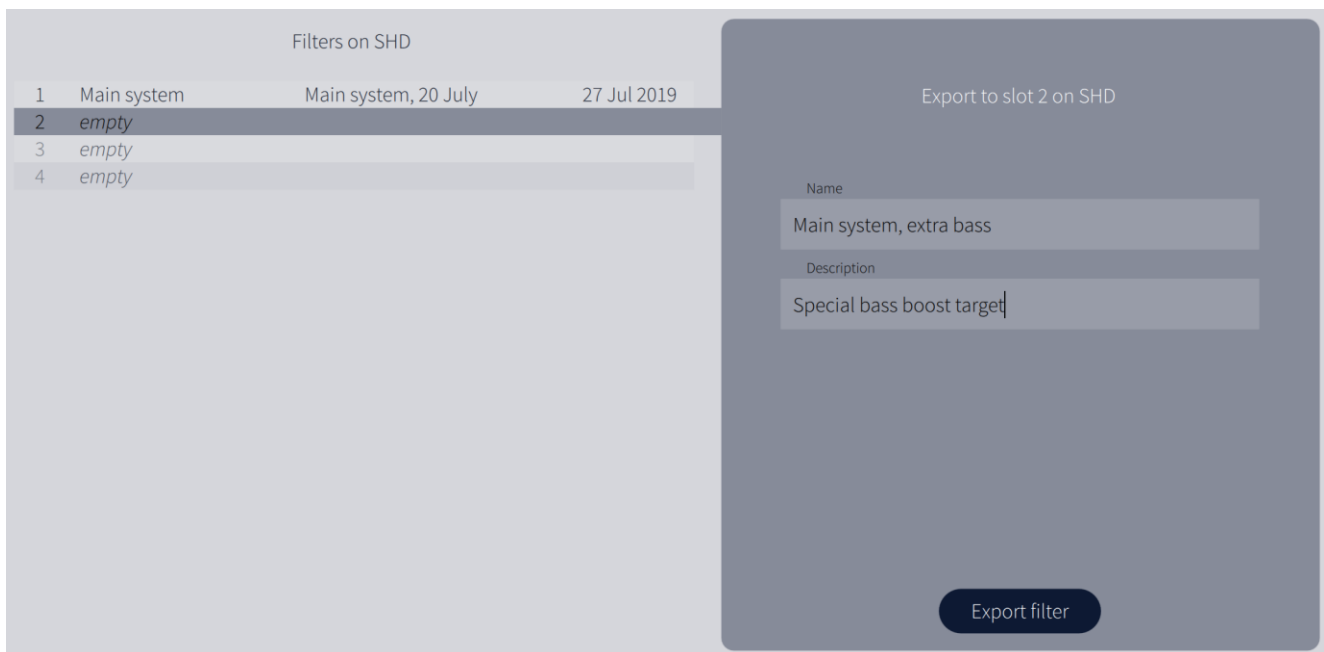 Filters on SHD
1 Main system Main system, 20 July 27 Jul 2019
2 empty
3 empty
4 empty
Export to slot 2 on SHD
Name
Main system, extra bass
Description
Special bass boost target
Export filter